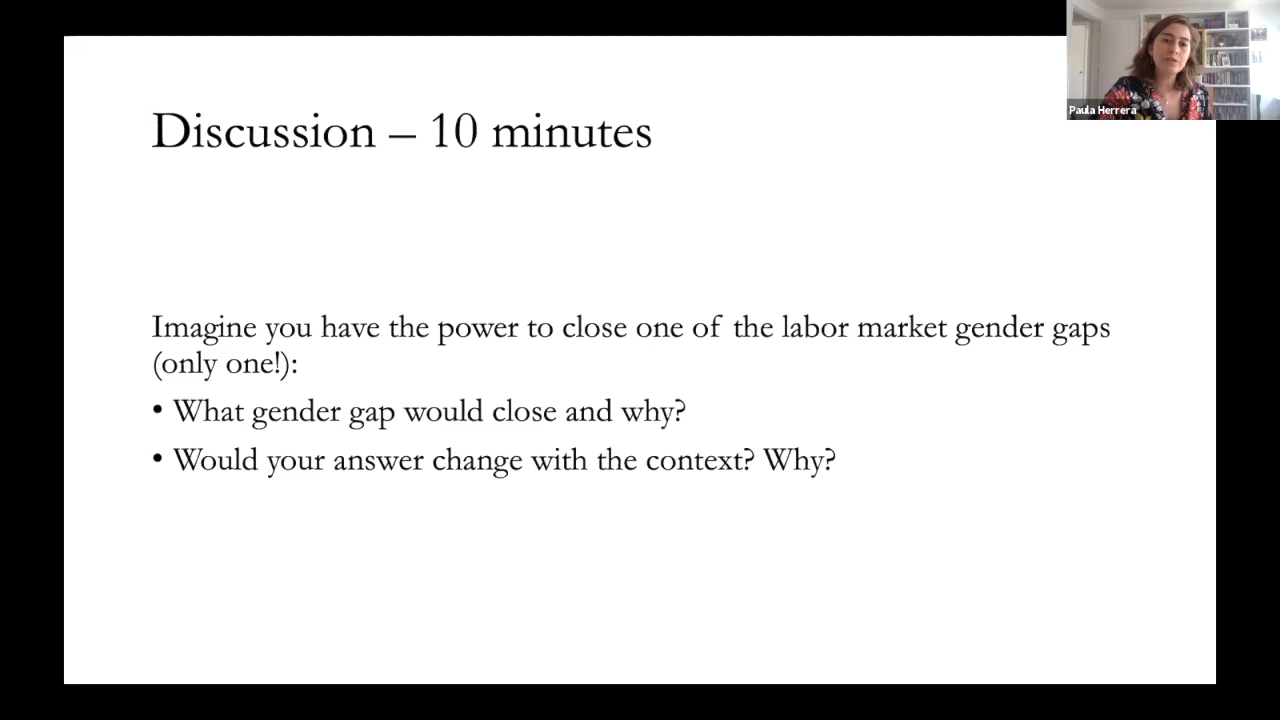 Paula Herrera
Discussion – 10 minutes
Imagine you have the power to close one of the labor market gender gaps
(only one!):
• What gender gap would close and why?
• Would your answer change with the context? Why?